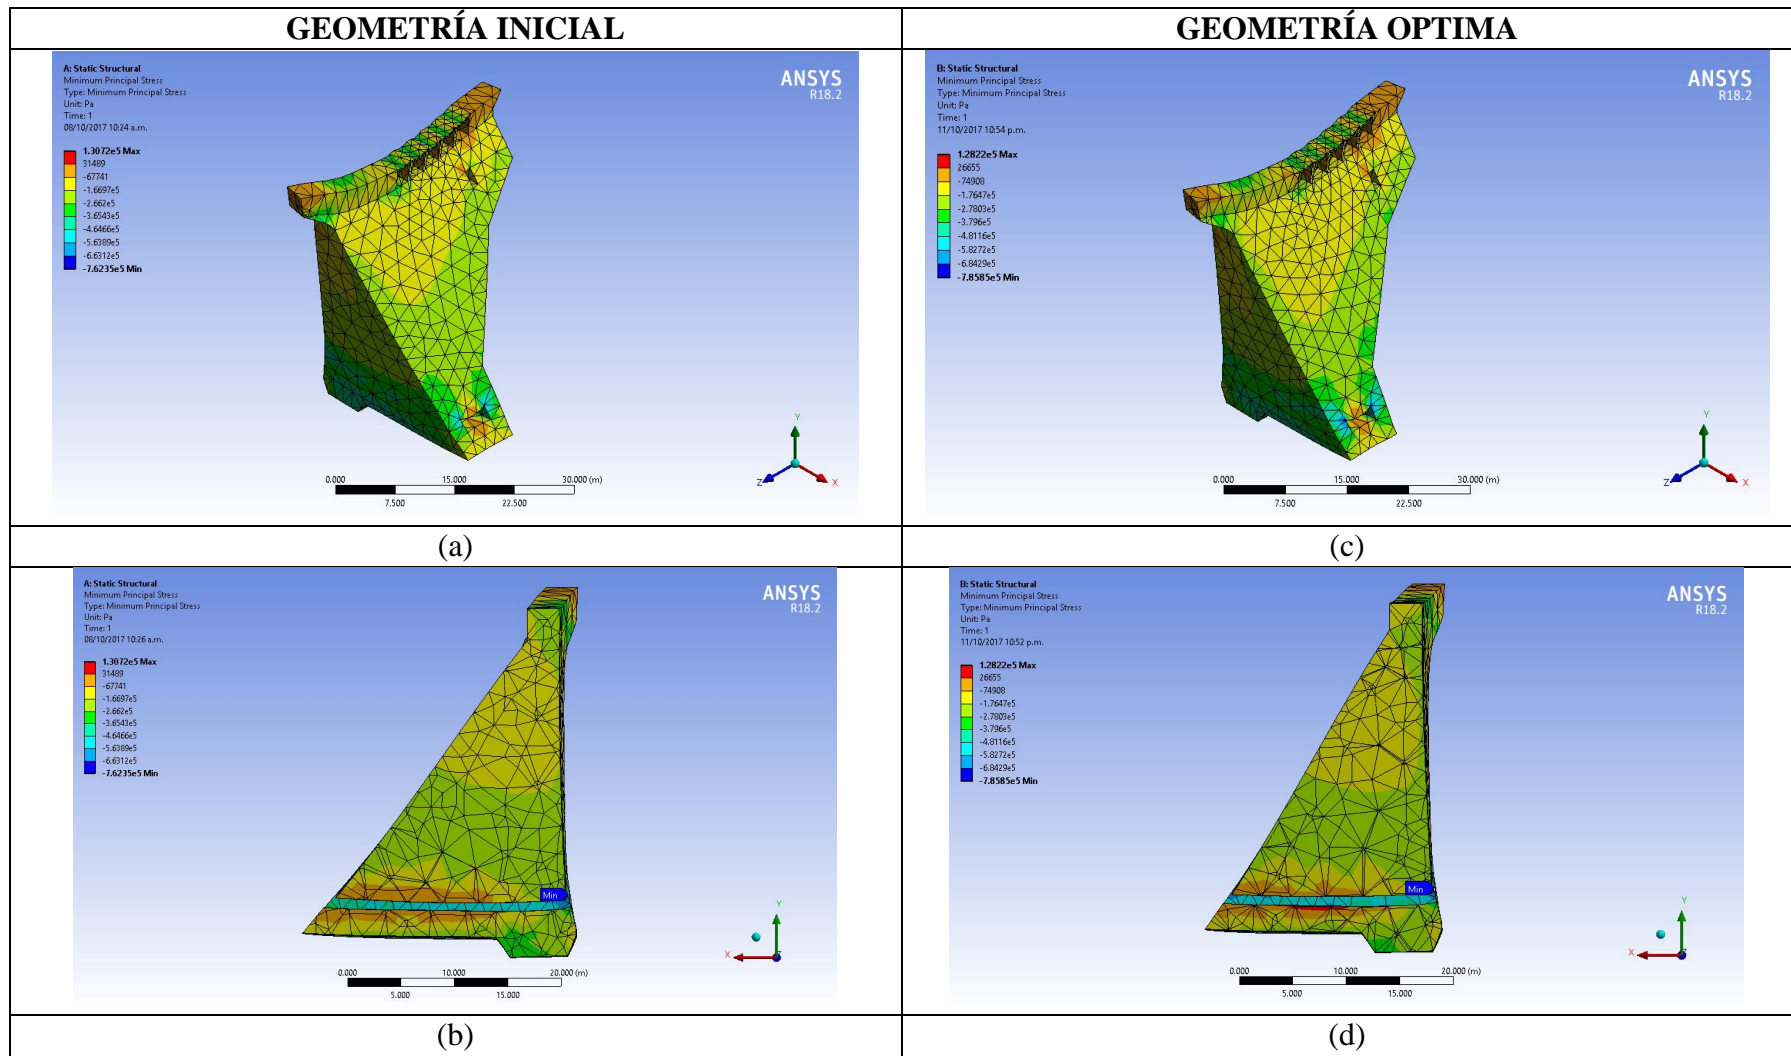 GEOMETRÍA INICIAL
GEOMETRÍA OPTIMA
A: Static Structural
Minimum Principal Stress
Type: Minimum Principal Stress
Unit: Pa
Time: 1
08/10/2017 10:24 a.m.
1.3072e5 Max
31489
-67741
-1.6697e5
-2.662e5
-3.6543e5
-4.6466e5
-5.6389e5
-6.6312e5
-7.6235e5 Min
ANSYS
R18.2
0.000 15.000 30.000 (m)
7.500 22.500
Y
Z X
B: Static Structural
Minimum Principal Stress
Type: Minimum Principal Stress
Unit: Pa
Time: 1
11/10/2017 10:54 p.m.
1.2822e5 Max
26655
-74908
-1.7647e5
-2.7803e5
-3.796e5
-4.8116e5
-5.8272e5
-6.8429e5
-7.8585e5 Min
ANSYS
R18.2
0.000 15.000 30.000 (m)
7.500 22.500
Y
Z X
(a)
(c)
A: Static Structural
Minimum Principal Stress
Type: Minimum Principal Stress
Unit: Pa
Time: 1
08/10/2017 10:26 a.m.
1.3072e5 Max
31489
-67741
-1.6697e5
-2.662e5
-3.6543e5
-4.6466e5
-5.6389e5
-6.6312e5
-7.6235e5 Min
ANSYS
R18.2
Min
0.000 10.000 20.000 (m)
5.000 15.000
Y
X Z
B: Static Structural
Minimum Principal Stress
Type: Minimum Principal Stress
Unit: Pa
Time: 1
11/10/2017 10:52 p.m.
1.2822e5 Max
26655
-74908
-1.7647e5
-2.7803e5
-3.796e5
-4.8116e5
-5.8272e5
-6.8429e5
-7.8585e5 Min
ANSYS
R18.2
Min
0.000 10.000 20.000 (m)
5.000 15.000
Y
X Z
(b)
(d)